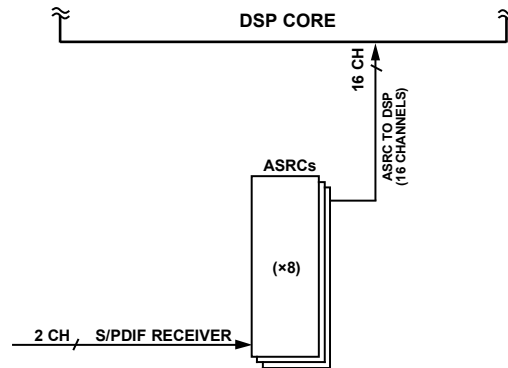 DSP CORE
16 CH
ASRC TO DSP
(16 CHANNELS)
ASRCs
(×8)
2 CH S/PDIF RECEIVER